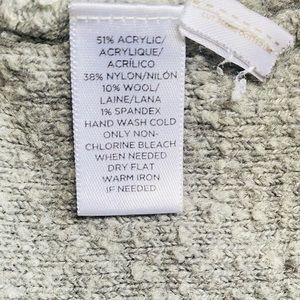 51% ACRYLIC/
ACRYLIQUE/
ACRÍLICO
38% NYLON/NILÓN
10% WOOL/
LAINE/LANA
1% SPANDEX
HAND WASH COLD
ONLY NON-
CHLORINE BLEACH
WHEN NEEDED
DRY FLAT
WARM IRON
IF NEEDED